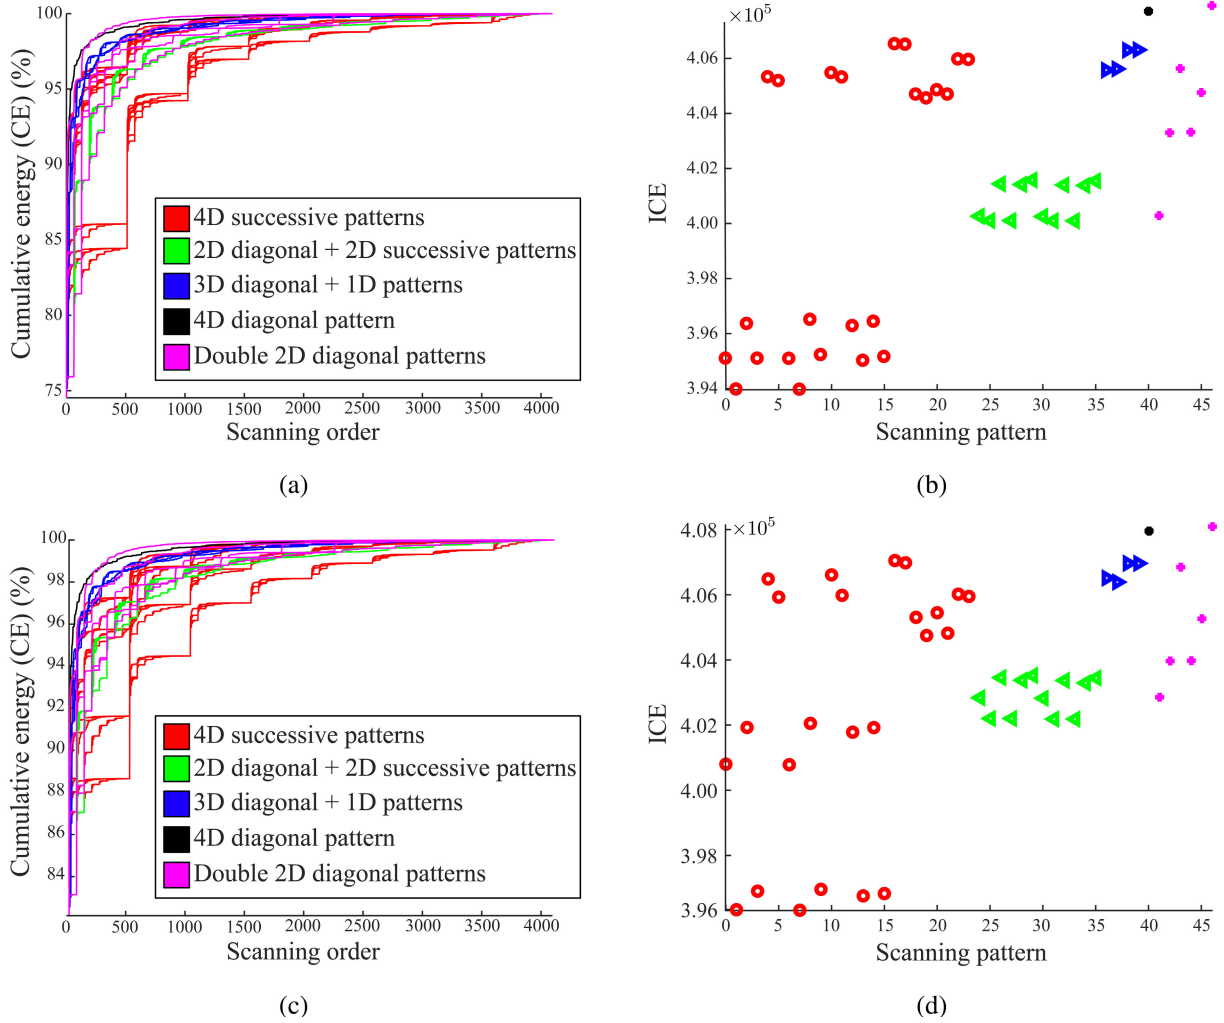 100
95
90
85
80
75
Cumulative energy (CE) (%)
4D successive patterns
2D diagonal + 2D successive patterns
3D diagonal + 1D patterns
4D diagonal pattern
Double 2D diagonal patterns
0 500 1000 1500 2000 2500 3000 3500 4000
Scanning order
(a)
×10⁵
4.06
4.04
4.02
4.00
3.98
3.96
3.94
ICE
0 5 10 15 20 25 30 35 40 45
Scanning pattern
(b)
100
98
96
94
92
90
88
86
84
Cumulative energy (CE) (%)
4D successive patterns
2D diagonal + 2D successive patterns
3D diagonal + 1D patterns
4D diagonal pattern
Double 2D diagonal patterns
0 500 1000 1500 2000 2500 3000 3500 4000
Scanning order
(c)
4.08 ×10⁵
4.06
4.04
4.02
4.00
3.98
3.96
ICE
0 5 10 15 20 25 30 35 40 45
Scanning pattern
(d)